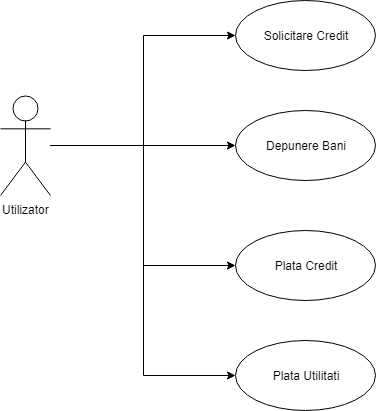 Solicitare Credit
Depunere Bani
Utilizator
Plata Credit
Plata Utilitati